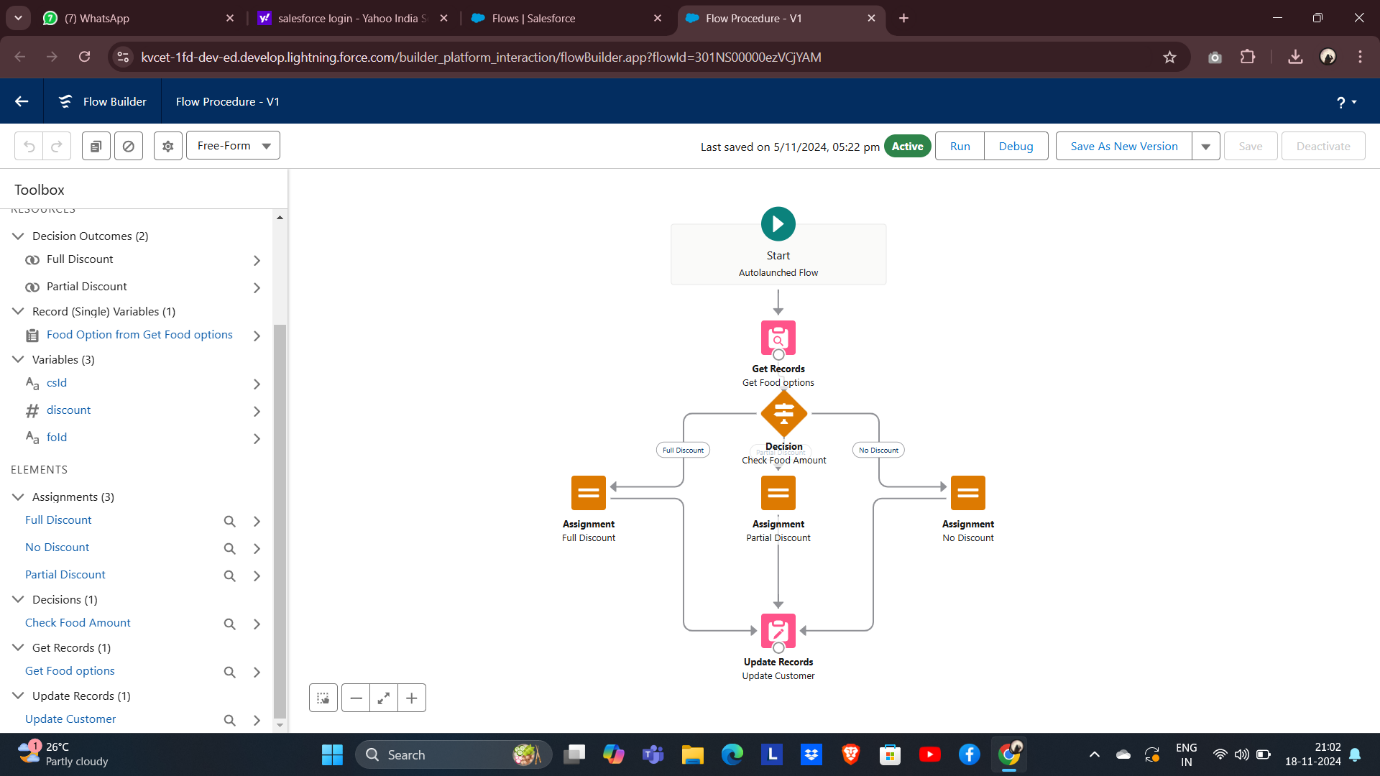 (7) WhatsApp
salesforce login - Yahoo India S
Flows | Salesforce
Flow Procedure - V1
kvcet-1fd-dev-ed.develop.lightning.force.com/builder_platform_interaction/flowBuilder.app?flowId=301NS00000ezVCjYAM
Flow Builder
Flow Procedure - V1
?
Free-Form
Last saved on 5/11/2024, 05:22 pm
Active
Run
Debug
Save As New Version
Save
Deactivate
Toolbox
RESOURCES
Decision Outcomes (2)
Full Discount
Partial Discount
Record (Single) Variables (1)
Food Option from Get Food options
Variables (3)
Aa csId
# discount
Aa foId
ELEMENTS
Assignments (3)
Full Discount
No Discount
Partial Discount
Decisions (1)
Check Food Amount
Get Records (1)
Get Food options
Update Records (1)
Update Customer
Start
Autolaunched Flow
Get Records
Get Food options
Full Discount
Decision
No Discount
Check Food Amount
Assignment
Full Discount
Assignment
Partial Discount
Assignment
No Discount
Update Records
Update Customer
1
26°C
Partly cloudy
Search
L
ENG
IN
21:02
18-11-2024